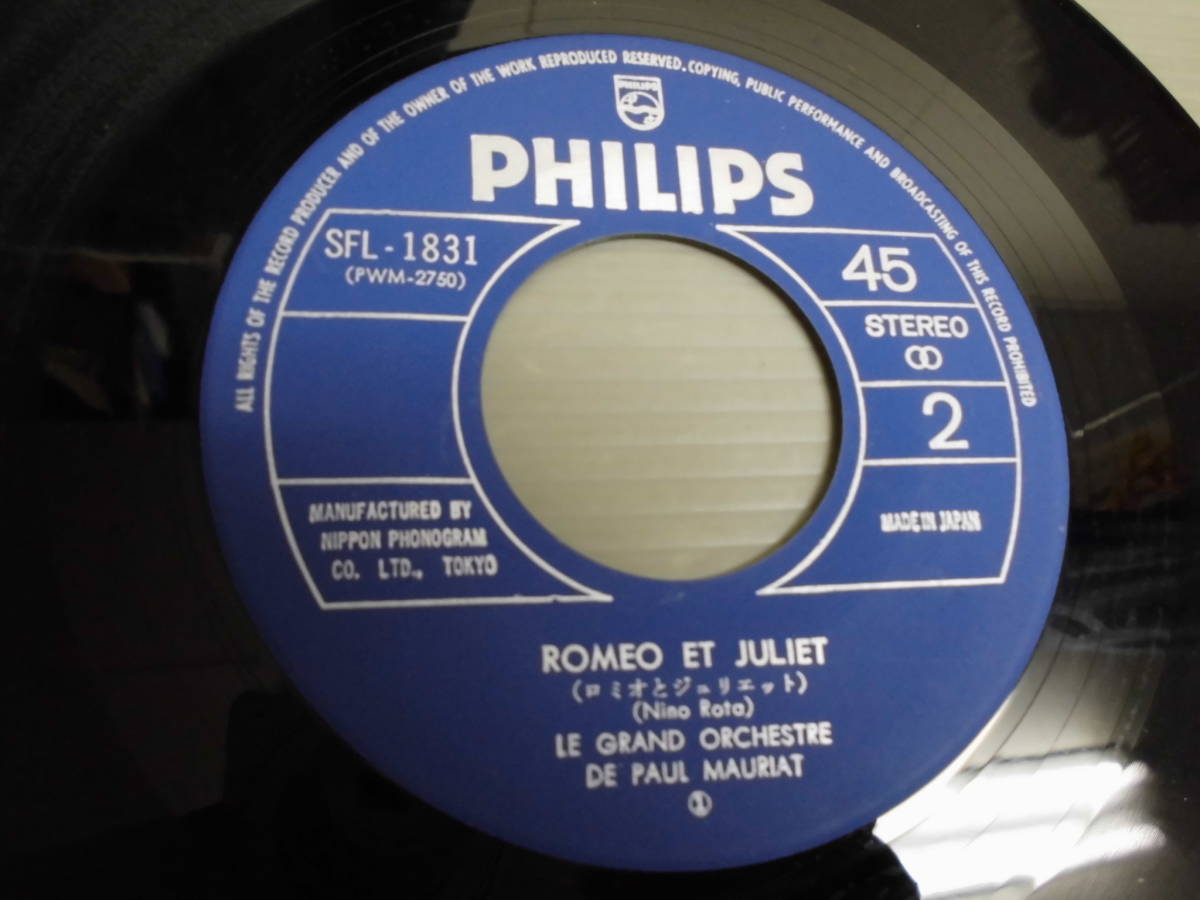 ALL RIGHTS OF THE RECORD PRODUCER AND OF THE OWNER OF THE WORK REPRODUCED RESERVED. COPYING, PUBLIC PERFORMANCE AND BROADCASTING OF THIS RECORD PROHIBITED
PHILIPS
PHILIPS
SFL-1831
(PWM-2750)
45
STEREO
2
MANUFACTURED BY
NIPPON PHONOGRAM
CO. LTD., TOKYO
MADE IN JAPAN
ROMEO ET JULIET
(ロミオとジュリエット)
(Nino Rota)
LE GRAND ORCHESTRE
DE PAUL MAURIAT
①